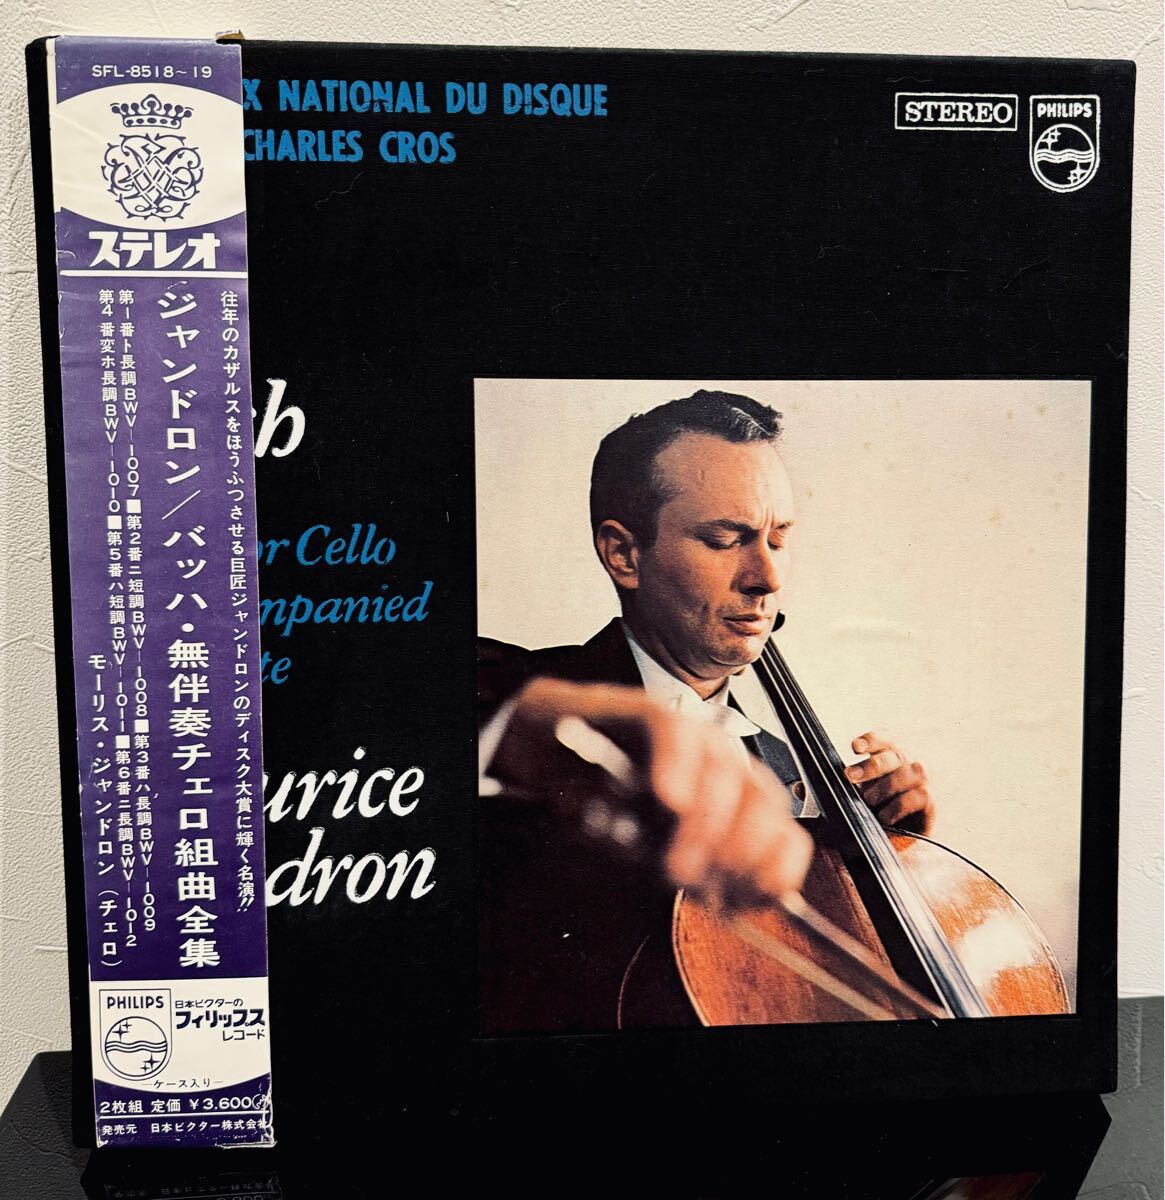 SFL-8518~19
ステレオ
往年のカザルスをほうふつさせる巨匠ジャンドロンのディスク大賞に輝く名演!!
ジャンドロン/バッハ・無伴奏チェロ組曲全集
第1番ト長調BWV-1007■第2番ニ短調BWV-1008■第3番ハ長調BWV-1009
第4番変ホ長調BWV-1010■第5番ハ短調BWV-1011■第6番ニ長調BWV-1012
モーリス・ジャンドロン(チェロ)
PHILIPS
日本ビクターの
フィリップス
レコード
—ケース入り—
2枚組 定価 ¥3,600
発売元 日本ビクター株式会社
X NATIONAL DU DISQUE
CHARLES CROS
STEREO
PHILIPS
ch
or Cello
mpanied
te
urice
dron